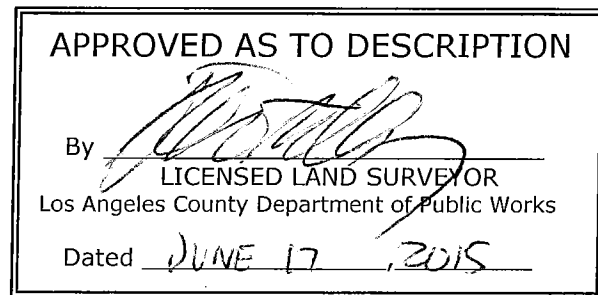 APPROVED AS TO DESCRIPTION
By
LICENSED LAND SURVEYOR
Los Angeles County Department of Public Works
Dated JUNE 17, 2015